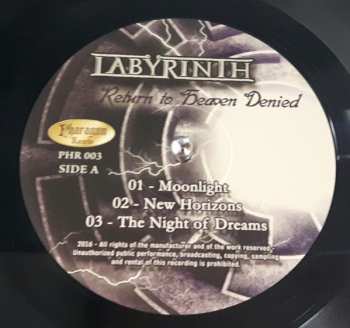 LABYRINTH
Return to Heaven Denied
Pharagon
PHR 003
SIDE A
01 - Moonlight
02 - New Horizons
03 - The Night of Dreams
2016 - All rights of the manufacturer and of the work reserved.
Unauthorized public performance, broadcasting, copying, sampling
and rental of this recording is prohibited.